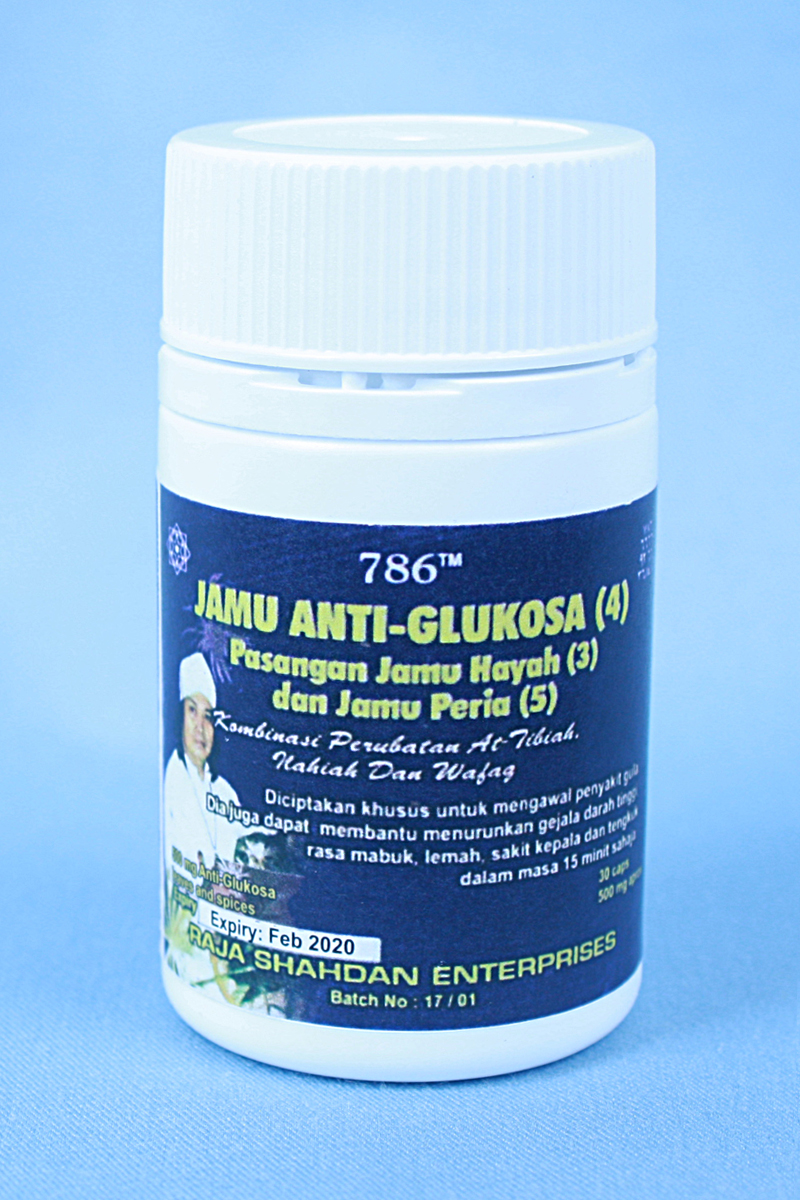 786™
JAMU ANTI-GLUKOSA (4)
Pasangan Jamu Hayah (3)
dan Jamu Peria (5)
Kombinasi Perubatan At-Tibiah,
Nahiah Dan Wafaq
Diciptakan khusus untuk mengawal penyakit gula
Dia juga dapat membantu menurunkan gejala darah tinggi
rasa mabuk, lemah, sakit kepala dan tengkuk
dalam masa 15 minit sahaja
30 caps
500 mg
mg Anti-Glukosa
and spices
Expiry
Expiry: Feb 2020
RAJA SHAHDAN ENTERPRISES
Batch No : 17 / 01